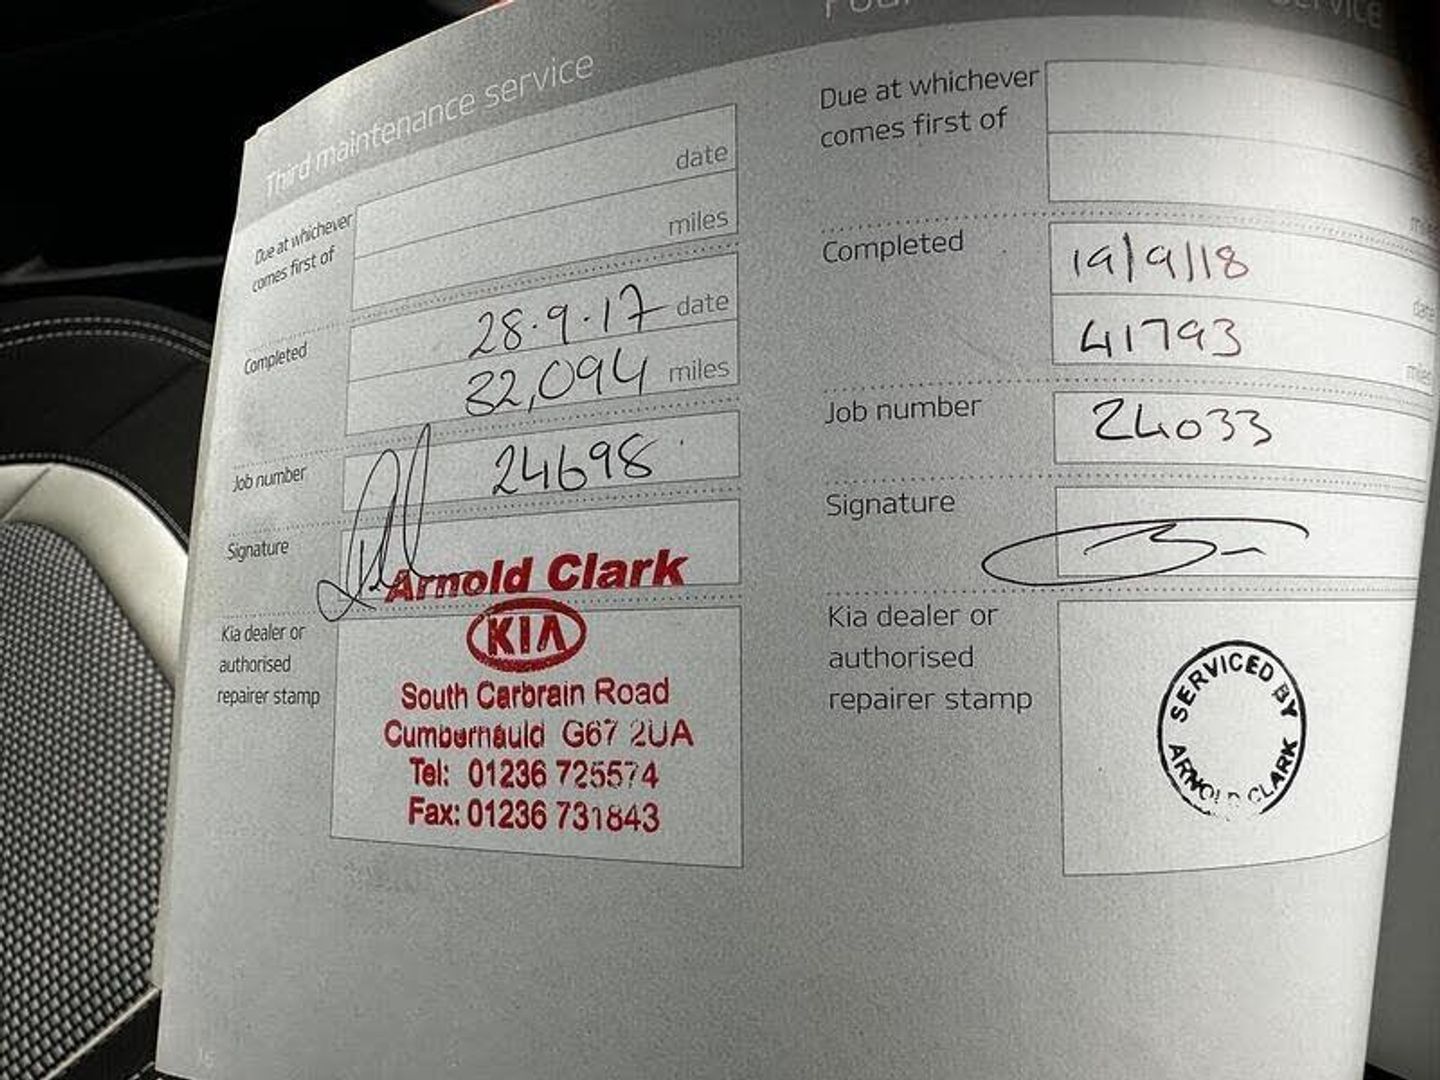 Third maintenance service
Due at whichever
comes first of
date
miles
Completed
28.9.17 date
32,094 miles
Job number
24698
Signature
Arnold Clark
KIA
Kia dealer or
authorised
repairer stamp
South Carbrain Road
Cumbernauld G67 2UA
Tel: 01236 725574
Fax: 01236 731843
Due at whichever
comes first of
Completed
19/9/18
41793
Job number
24033
Signature
Kia dealer or
authorised
repairer stamp
SERVICED BY
ARNOLD CLARK